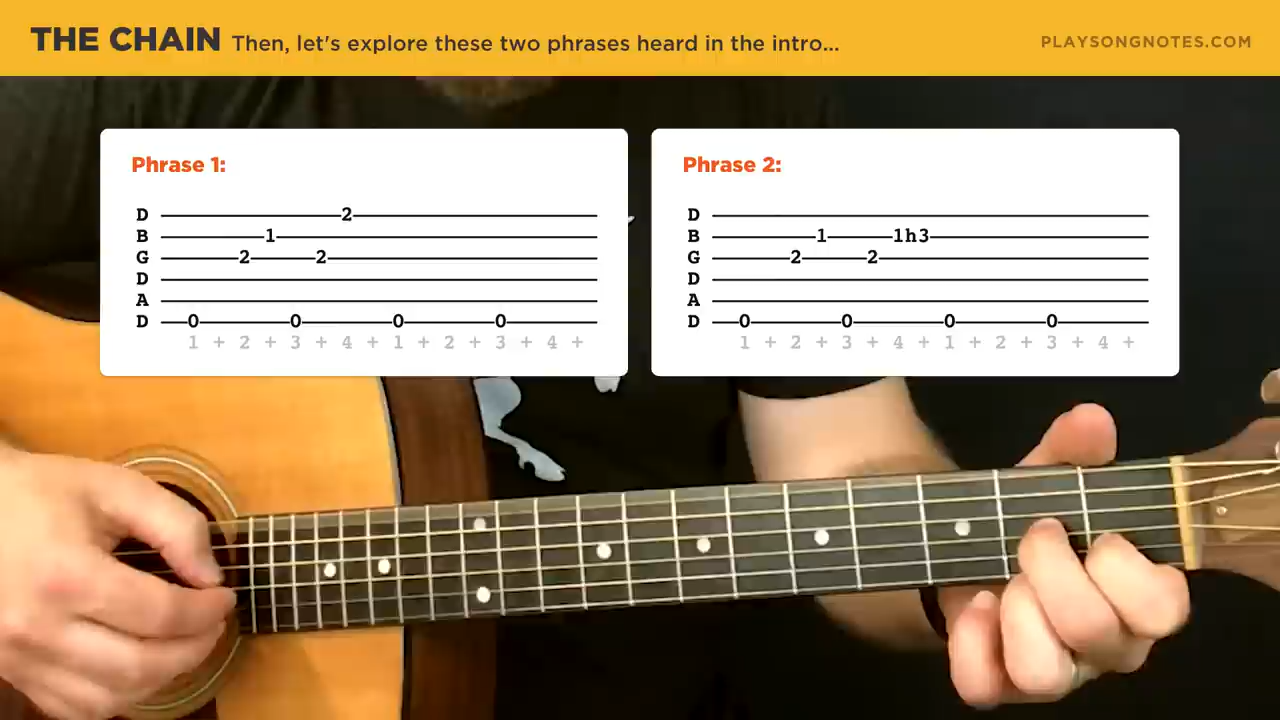 THE CHAIN Then, let's explore these two phrases heard in the intro... PLAYSONGNOTES.COM
Phrase 1:
D ------------------2------------------
B -----------1-------------------------
G ---------2-------2-------------------
D -------------------------------------
A -------------------------------------
D ---0---------0---------0---------0---
1 + 2 + 3 + 4 + 1 + 2 + 3 + 4 +
Phrase 2:
D -------------------------------------
B -----------1-------1h3---------------
G ---------2-------2-------------------
D -------------------------------------
A -------------------------------------
D ---0---------0---------0---------0---
1 + 2 + 3 + 4 + 1 + 2 + 3 + 4 +